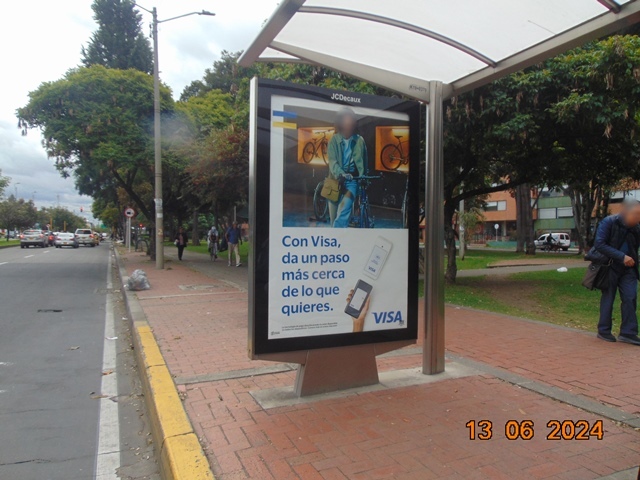 JCDecaux
Con Visa,
da un paso
más cerca
de lo que
quieres.
VISA
13 06 2024